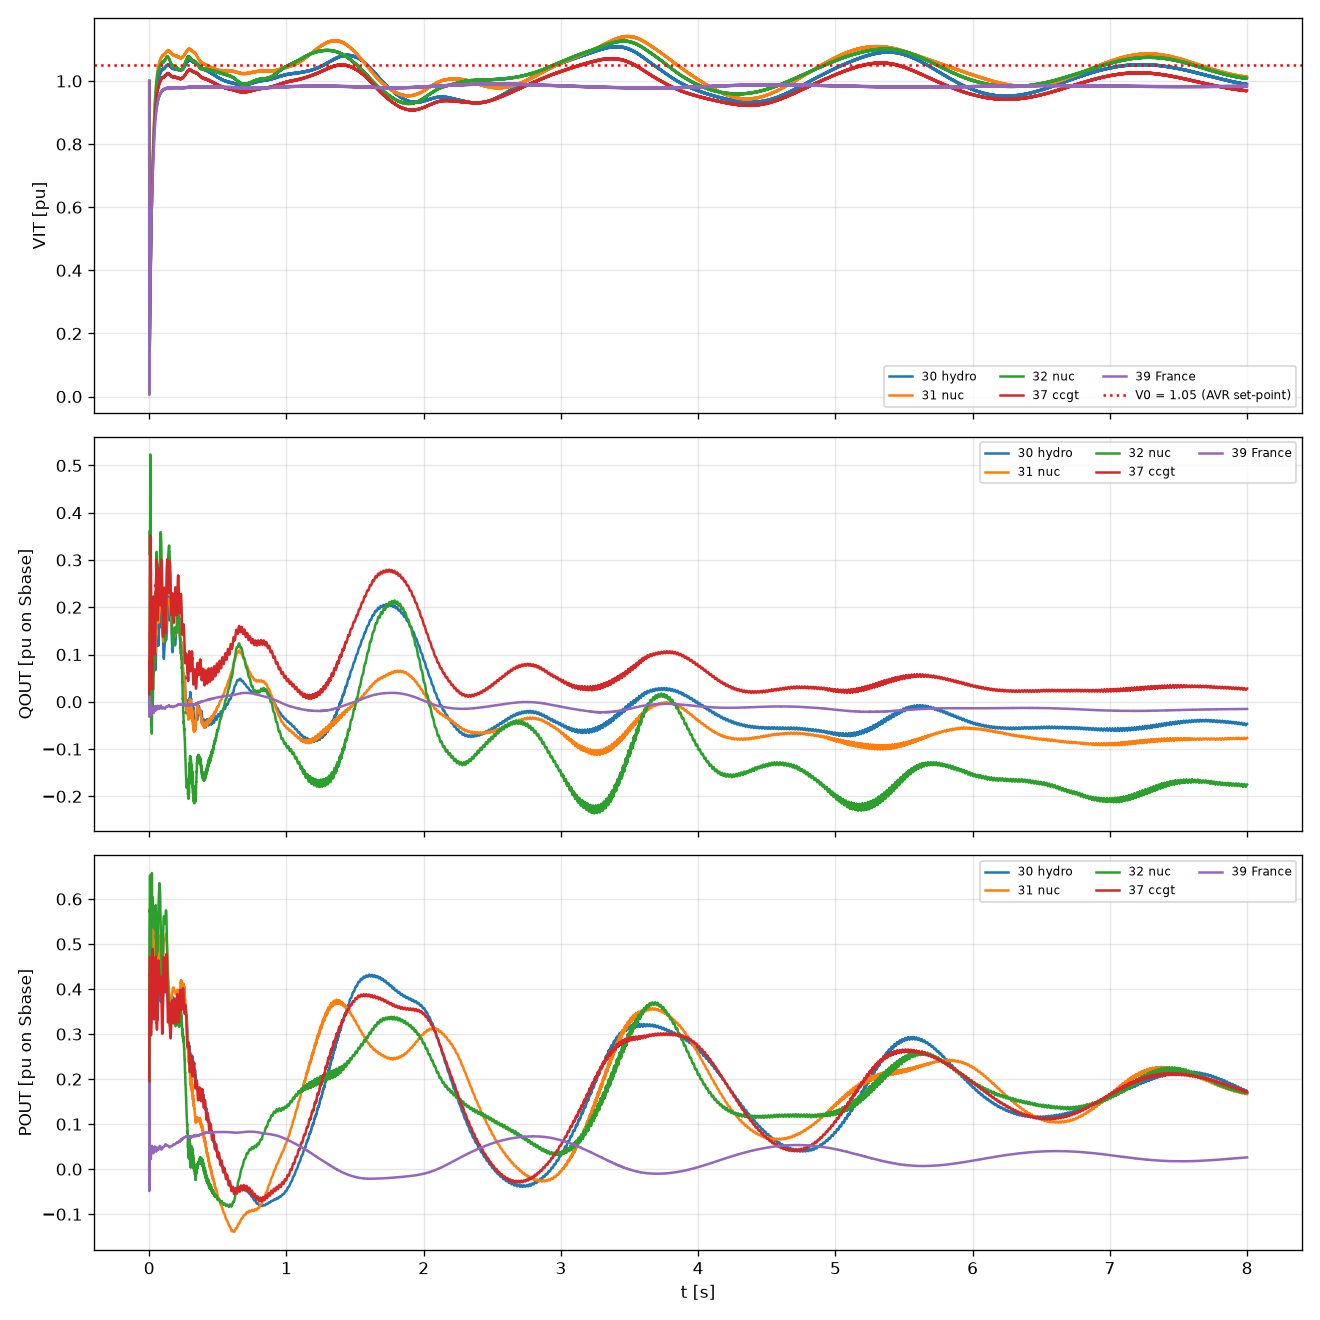 VIT [pu]
1.0
0.8
0.6
0.4
0.2
0.0
30 hydro 32 nuc 39 France
31 nuc 37 ccgt V0 = 1.05 (AVR set-point)
QOUT [pu on Sbase]
0.5
0.4
0.3
0.2
0.1
0.0
−0.1
−0.2
30 hydro 32 nuc 39 France
31 nuc 37 ccgt
POUT [pu on Sbase]
0.6
0.5
0.4
0.3
0.2
0.1
0.0
−0.1
30 hydro 32 nuc 39 France
31 nuc 37 ccgt
0 1 2 3 4 5 6 7 8
t [s]